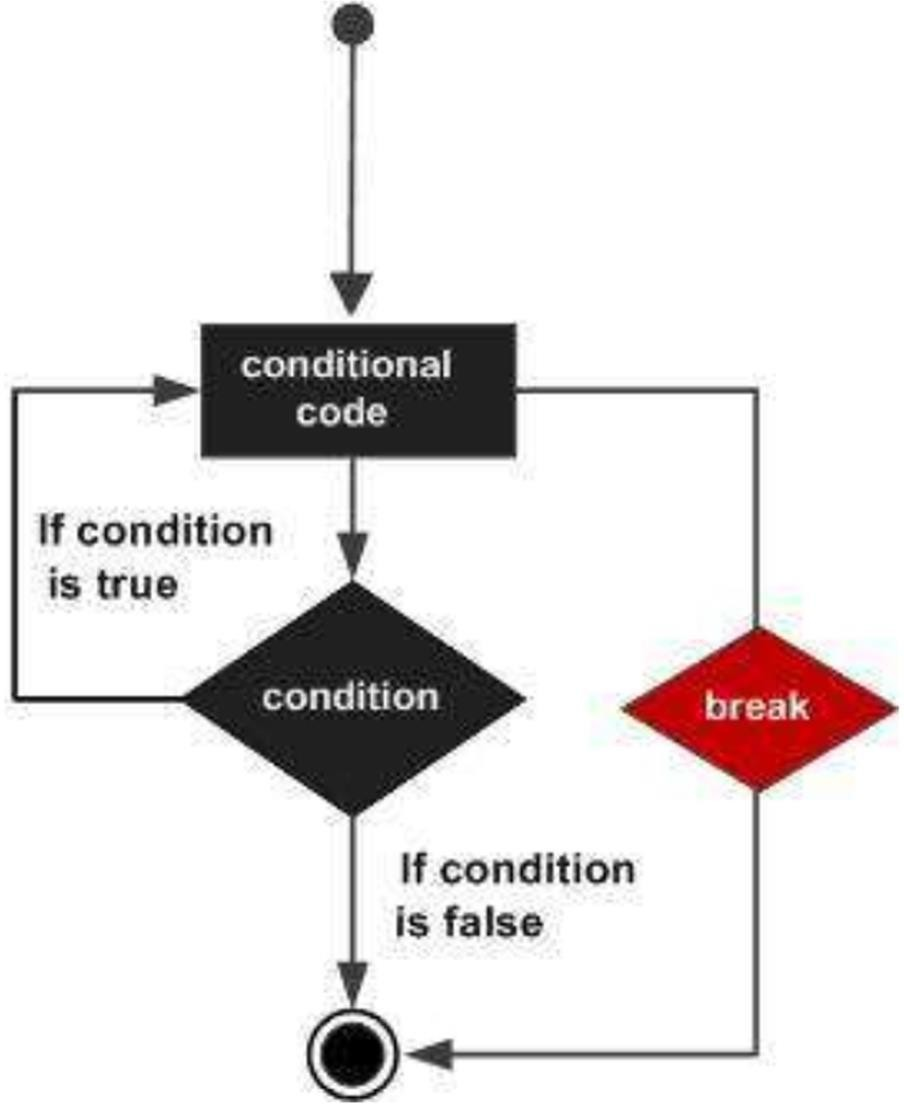 conditional
code
If condition
is true
condition
break
If condition
is false